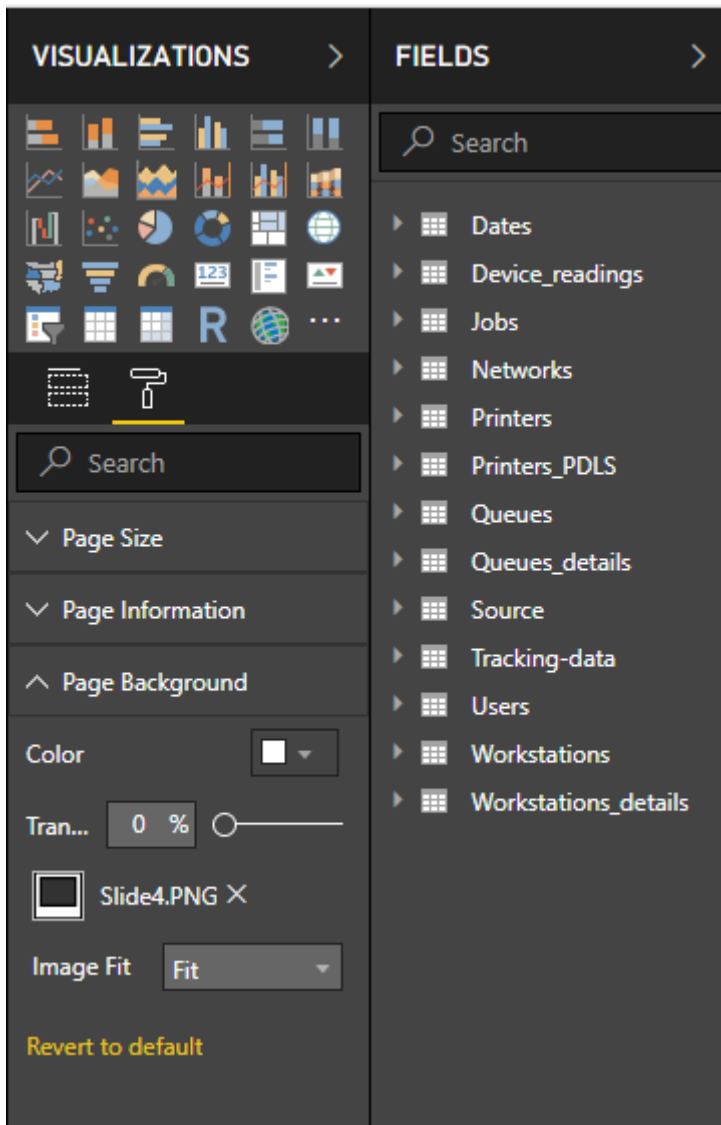 VISUALIZATIONS
123
R
Search
Page Size
Page Information
Page Background
Color
Tran... 0 %
Slide4.PNG
Image Fit Fit
Revert to default
FIELDS
Search
Dates
Device_readings
Jobs
Networks
Printers
Printers_PDLS
Queues
Queues_details
Source
Tracking-data
Users
Workstations
Workstations_details